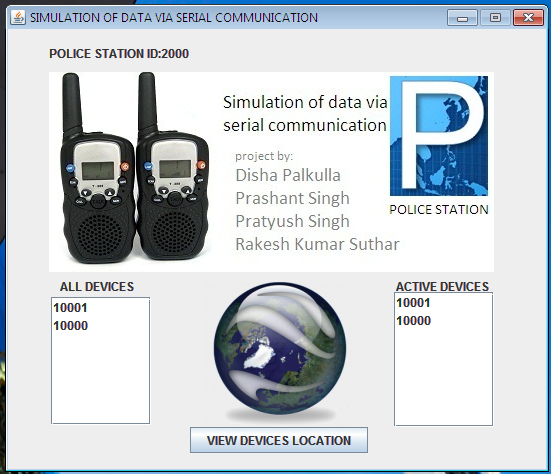 SIMULATION OF DATA VIA SERIAL COMMUNICATION
POLICE STATION ID:2000
Simulation of data via
serial communication
project by:
Disha Palkulla
Prashant Singh
Pratyush Singh
Rakesh Kumar Suthar
P
POLICE STATION
ALL DEVICES
10001
10000
ACTIVE DEVICES
10001
10000
VIEW DEVICES LOCATION